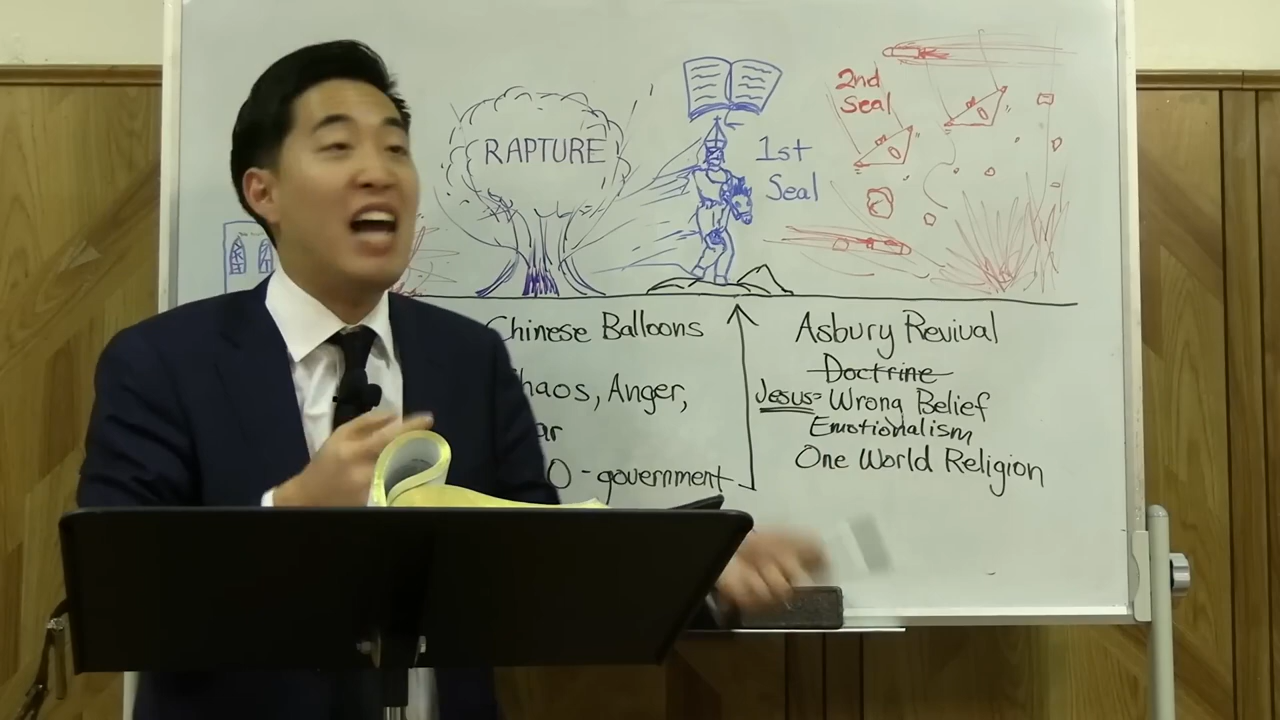 RAPTURE
1st
Seal
2nd
Seal
Chinese Balloons
haos, Anger,
ar
O - government
Asbury Revival
Doctrine
Jesus = Wrong Belief
Emotionalism
One World Religion